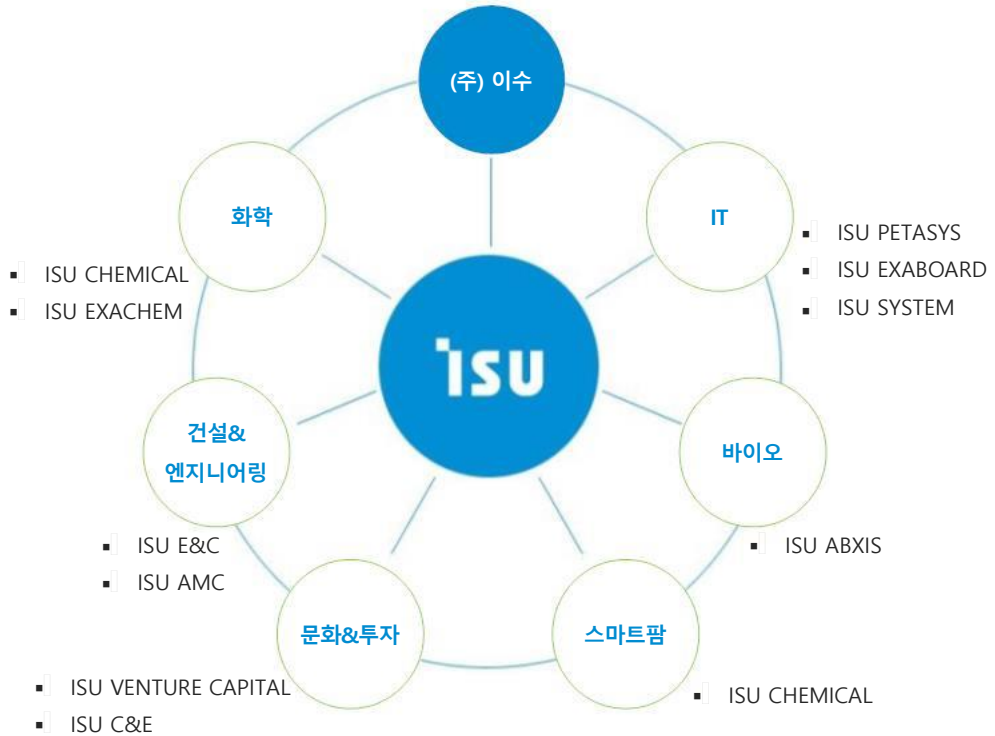 (주) 이수
화학
IT
▪ ISU PETASYS
▪ ISU EXABOARD
▪ ISU SYSTEM
▪ ISU CHEMICAL
▪ ISU EXACHEM
ISU
건설&
엔지니어링
바이오
▪ ISU E&C
▪ ISU AMC
▪ ISU ABXIS
문화&투자
스마트팜
▪ ISU VENTURE CAPITAL
▪ ISU C&E
▪ ISU CHEMICAL